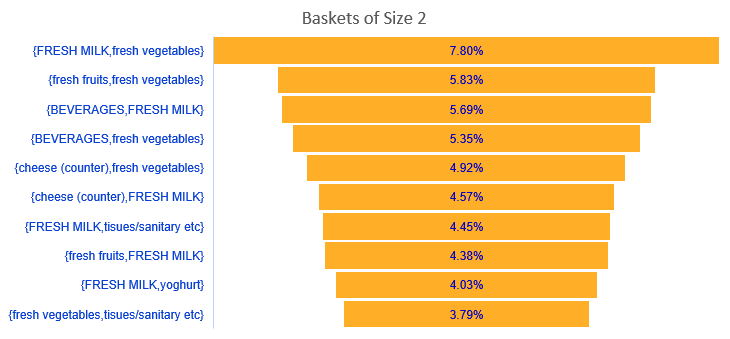 Baskets of Size 2
{FRESH MILK,fresh vegetables} 7.80%
{fresh fruits,fresh vegetables} 5.83%
{BEVERAGES,FRESH MILK} 5.69%
{BEVERAGES,fresh vegetables} 5.35%
{cheese (counter),fresh vegetables} 4.92%
{cheese (counter),FRESH MILK} 4.57%
{FRESH MILK,tisues/sanitary etc} 4.45%
{fresh fruits,FRESH MILK} 4.38%
{FRESH MILK,yoghurt} 4.03%
{fresh vegetables,tisues/sanitary etc} 3.79%